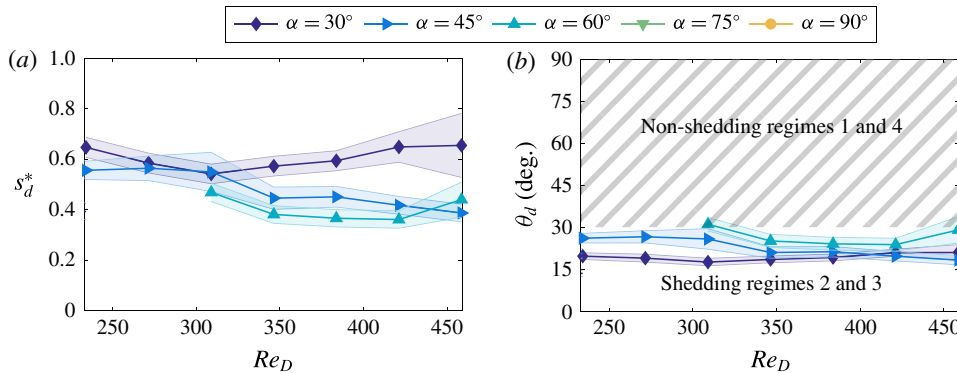 α = 30° α = 45° α = 60° α = 75° α = 90°
(a)
1.0
0.8
0.6
0.4
0.2
0
s*d
250 300 350 400 450
ReD
(b)
90
75
60
45
30
15
0
θd (deg.)
Non-shedding regimes 1 and 4
Shedding regimes 2 and 3
250 300 350 400 450
ReD